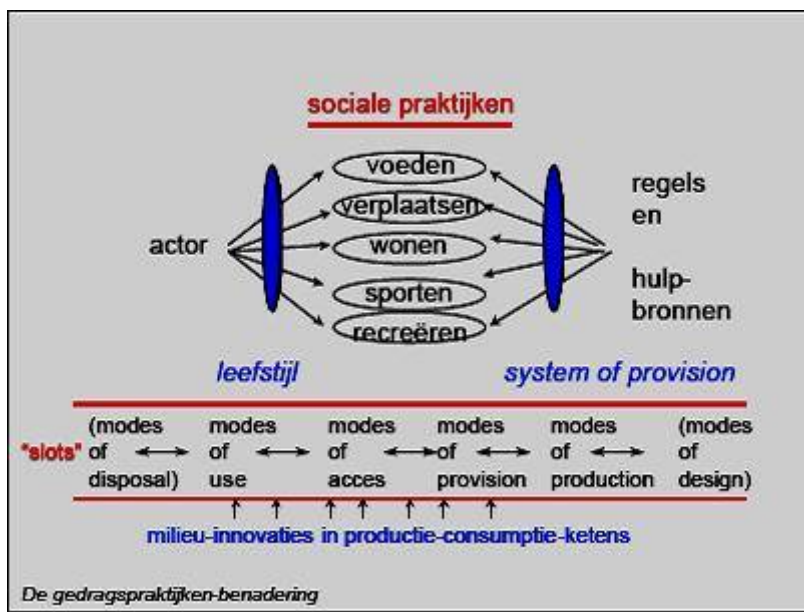 sociale praktijken
voeden
verplaatsen
wonen
sporten
recreëren
actor
regels
en
hulp-
bronnen
leefstijl
system of provision
"slots"
(modes
of
disposal)
modes
of
use
modes
of
acces
modes
of
provision
modes
of
production
(modes
of
design)
milieu-innovaties in productie-consumptie-ketens
De gedragspraktijken-benadering